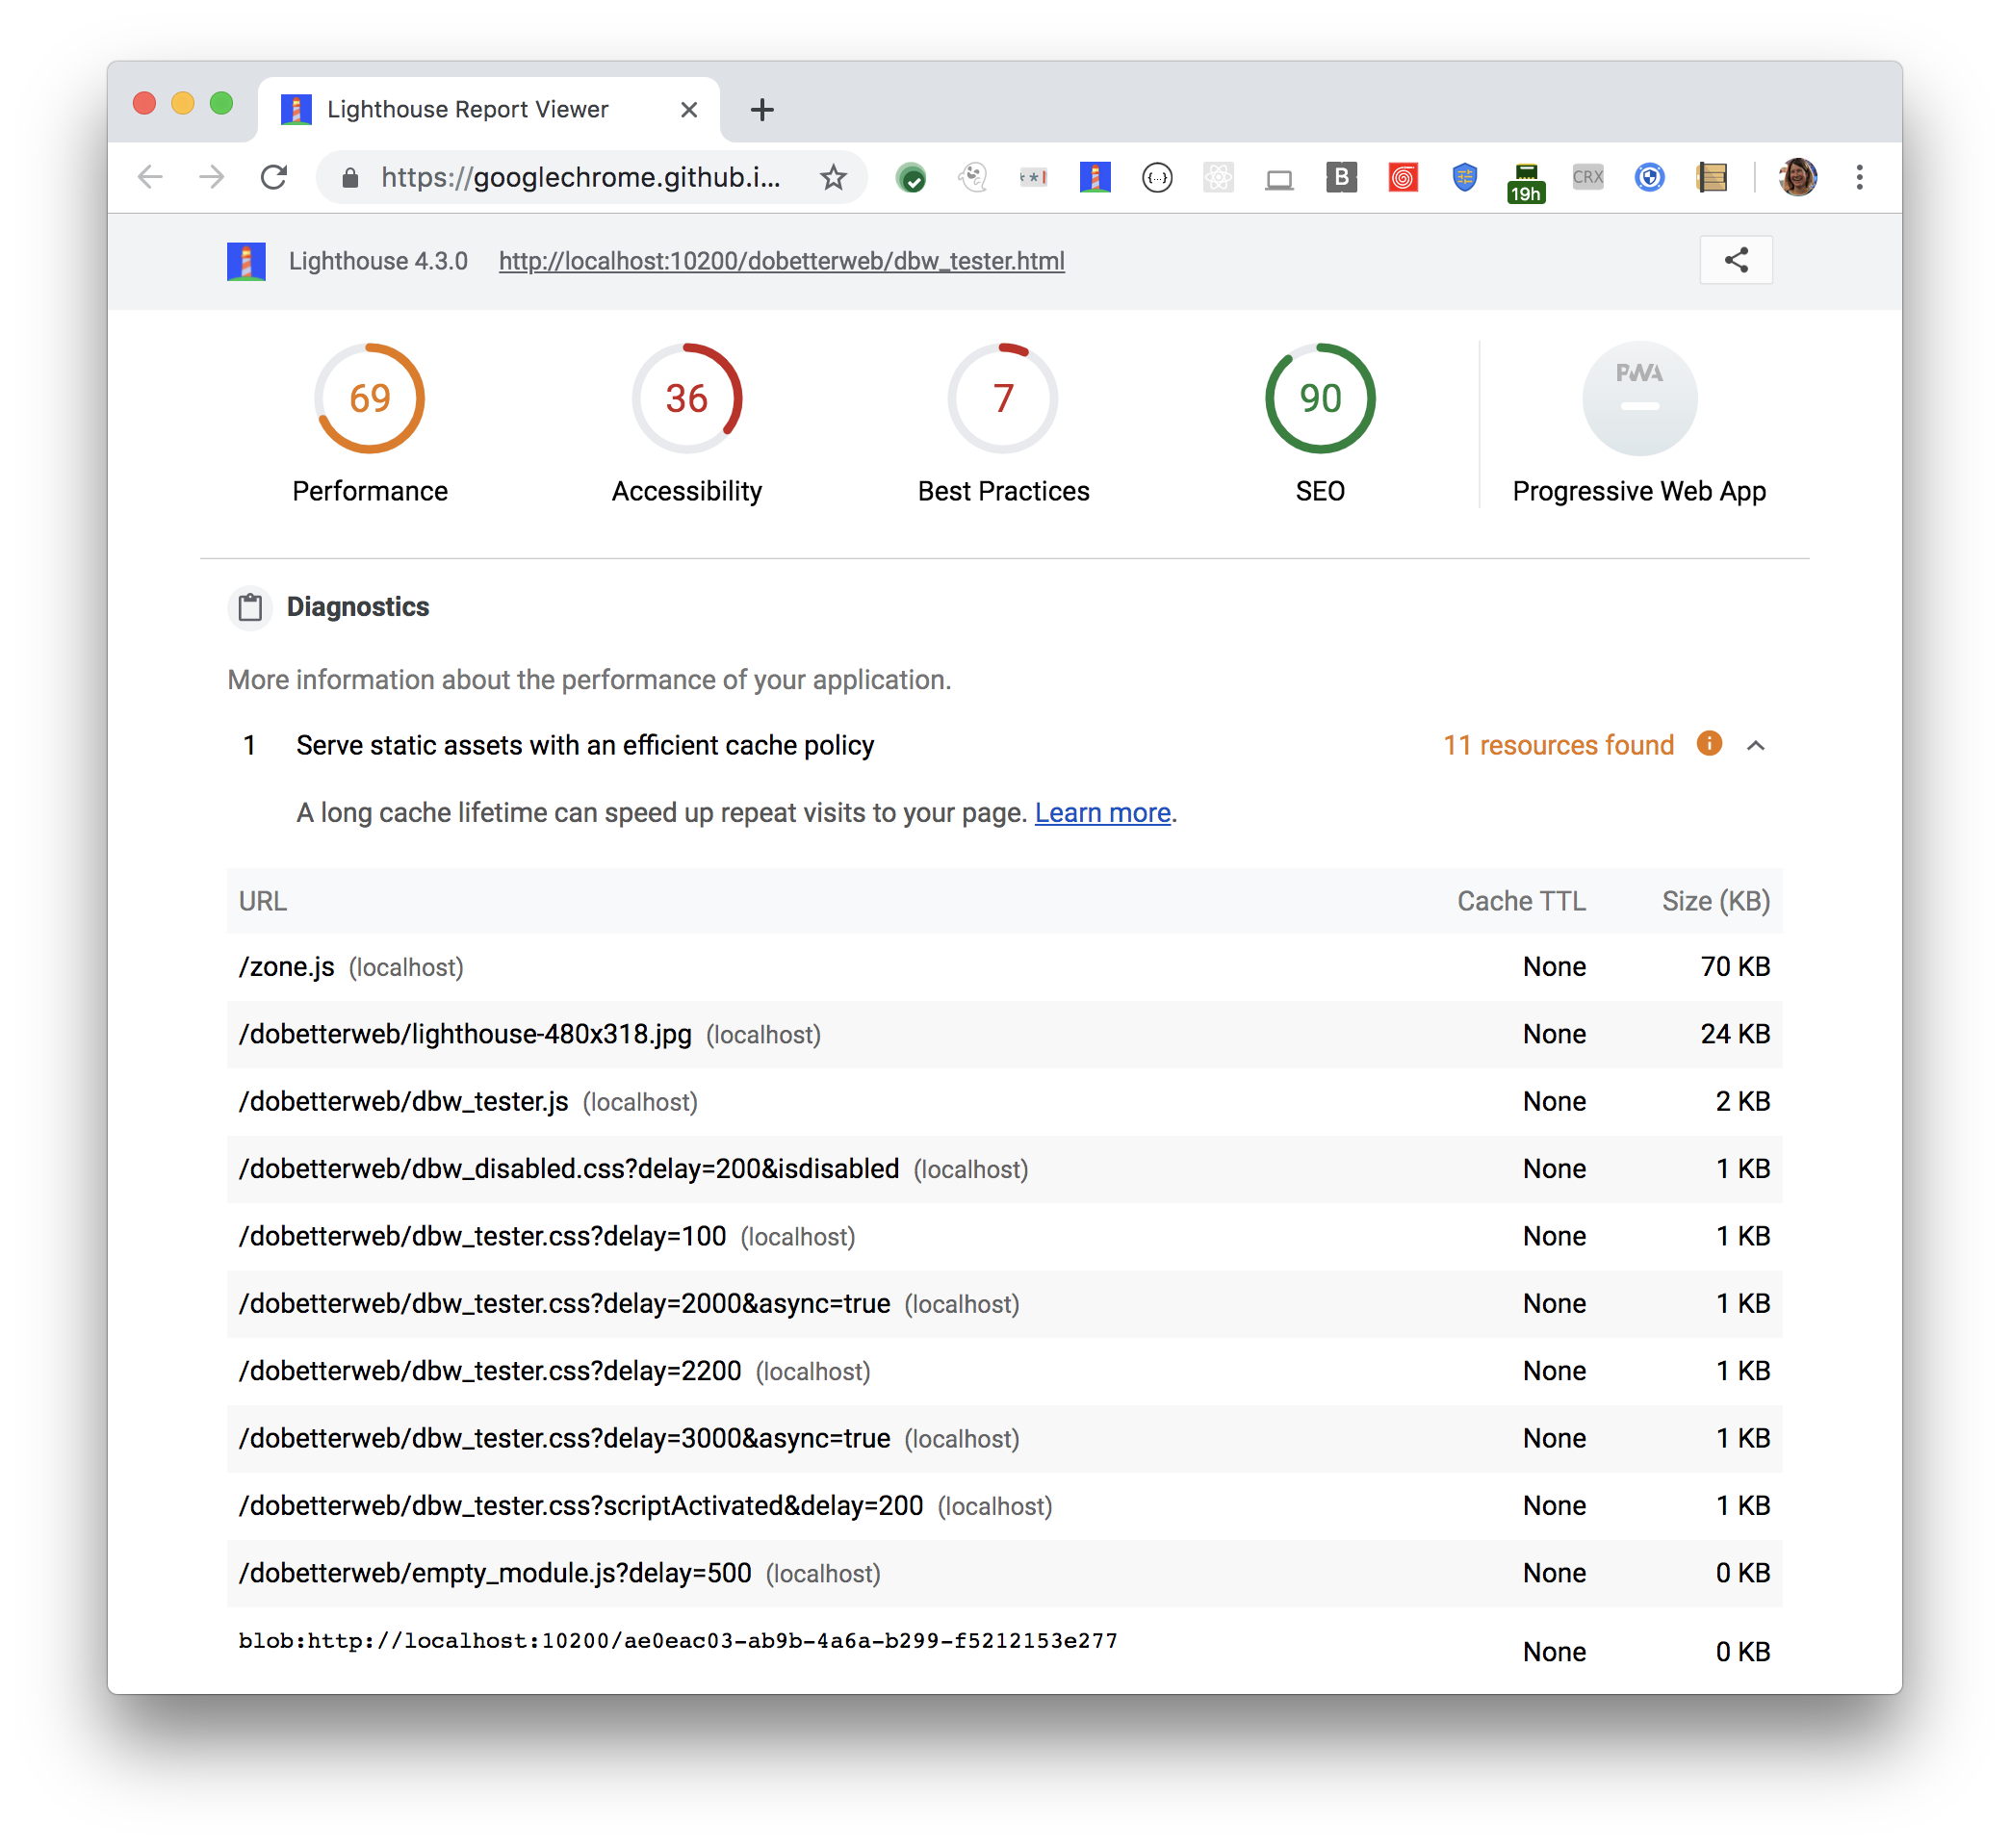 Lighthouse Report Viewer
https://googlechrome.github.i...
**|
{...}
B
19h
CRX
Lighthouse 4.3.0 http://localhost:10200/dobetterweb/dbw_tester.html
69 36 7 90 PWA
Performance Accessibility Best Practices SEO Progressive Web App
Diagnostics
More information about the performance of your application.
1 Serve static assets with an efficient cache policy 11 resources found i
A long cache lifetime can speed up repeat visits to your page. Learn more.
URL Cache TTL Size (KB)
/zone.js (localhost) None 70 KB
/dobetterweb/lighthouse-480x318.jpg (localhost) None 24 KB
/dobetterweb/dbw_tester.js (localhost) None 2 KB
/dobetterweb/dbw_disabled.css?delay=200&isdisabled (localhost) None 1 KB
/dobetterweb/dbw_tester.css?delay=100 (localhost) None 1 KB
/dobetterweb/dbw_tester.css?delay=2000&async=true (localhost) None 1 KB
/dobetterweb/dbw_tester.css?delay=2200 (localhost) None 1 KB
/dobetterweb/dbw_tester.css?delay=3000&async=true (localhost) None 1 KB
/dobetterweb/dbw_tester.css?scriptActivated&delay=200 (localhost) None 1 KB
/dobetterweb/empty_module.js?delay=500 (localhost) None 0 KB
blob:http://localhost:10200/ae0eac03-ab9b-4a6a-b299-f5212153e277 None 0 KB